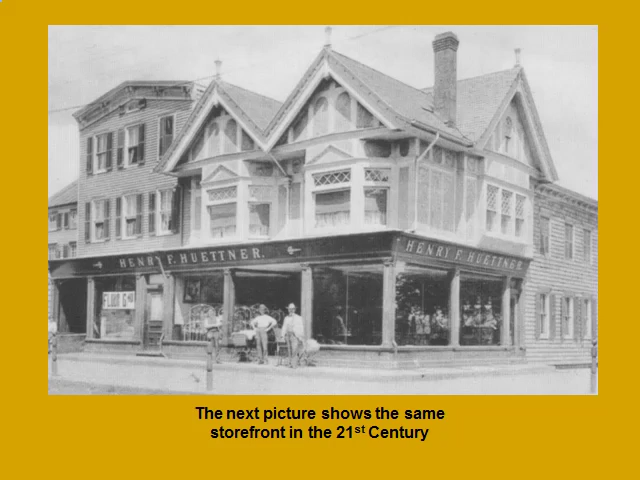 HENRY F. HUETTNER.
HENRY F. HUETTNER
The next picture shows the same
storefront in the 21st Century